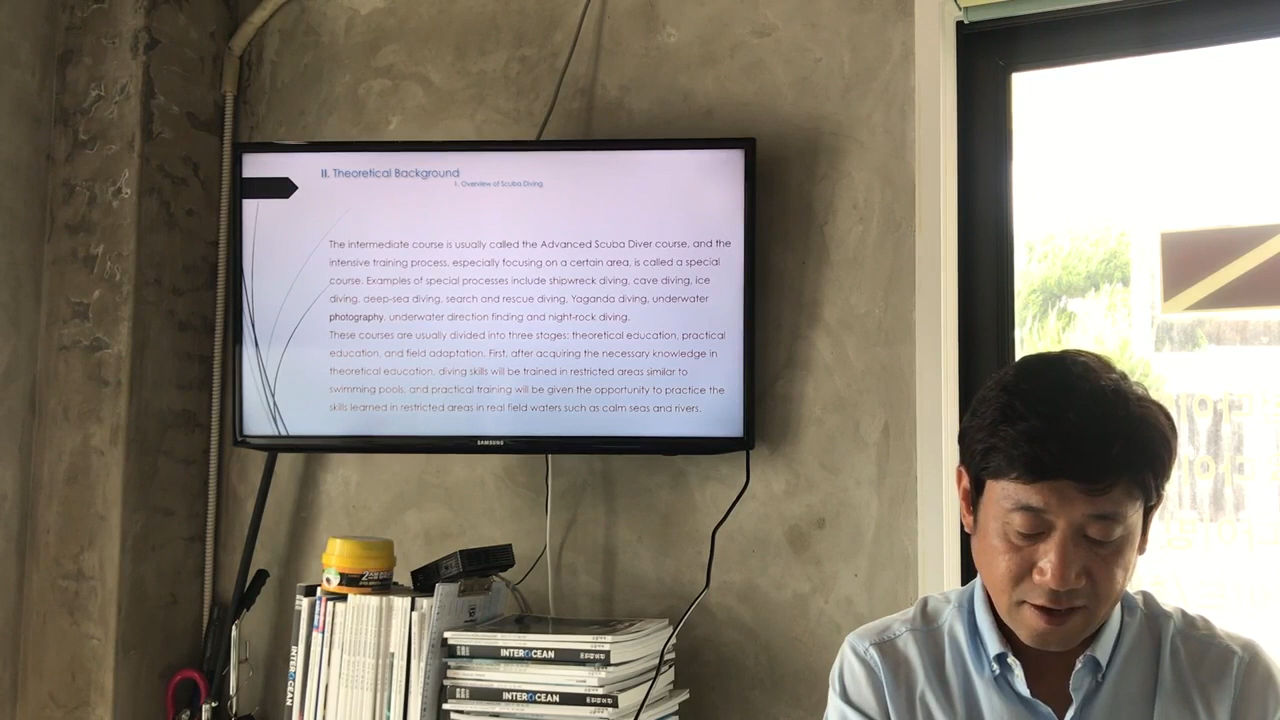 II. Theoretical Background
1. Overview of Scuba Diving
The intermediate course is usually called the Advanced Scuba Diver course, and the
intensive training process, especially focusing on a certain area, is called a special
course. Examples of special processes include shipwreck diving, cave diving, ice
diving, deep-sea diving, search and rescue diving, Yaganda diving, underwater
photography, underwater direction finding and night-rock diving.
These courses are usually divided into three stages: theoretical education, practical
education, and field adaptation. First, after acquiring the necessary knowledge in
theoretical education, diving skills will be trained in restricted areas similar to
swimming pools, and practical training will be given the opportunity to practice the
skills learned in restricted areas in real field waters such as calm seas and rivers.
SAMSUNG
INTEROCEAN
INTEROCEAN
INTEROCEAN